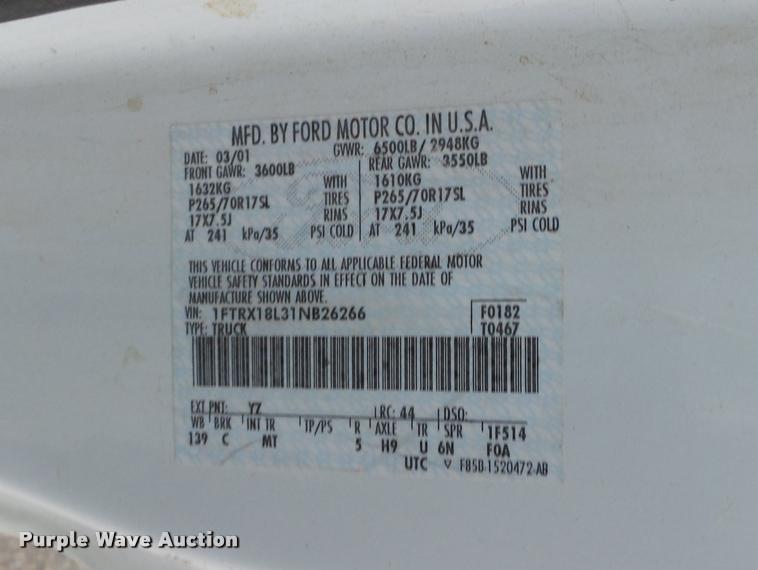 MFD. BY FORD MOTOR CO. IN U.S.A.
DATE: 03/01 GVWR: 6500LB/ 2948KG
FRONT GAWR: 3600LB REAR GAWR: 3550LB
1632KG WITH 1610KG WITH
P265/70R17SL TIRES P265/70R17SL TIRES
17X7.5J RIMS 17X7.5J RIMS
AT 241 kPa/35 PSI COLD AT 241 kPa/35 PSI COLD
THIS VEHICLE CONFORMS TO ALL APPLICABLE FEDERAL MOTOR
VEHICLE SAFETY STANDARDS IN EFFECT ON THE DATE OF
MANUFACTURE SHOWN ABOVE.
VIN: 1FTRX18L31NB26266 F0182
TYPE: TRUCK T0467
EXT PNT: YZ RC: 44 DSO:
WB BRK INT TR TP/PS R AXLE TR SPR 1F514
139 C MT 5 H9 U 6N F0A
UTC V F85B-1520472-AB
Purple Wave Auction